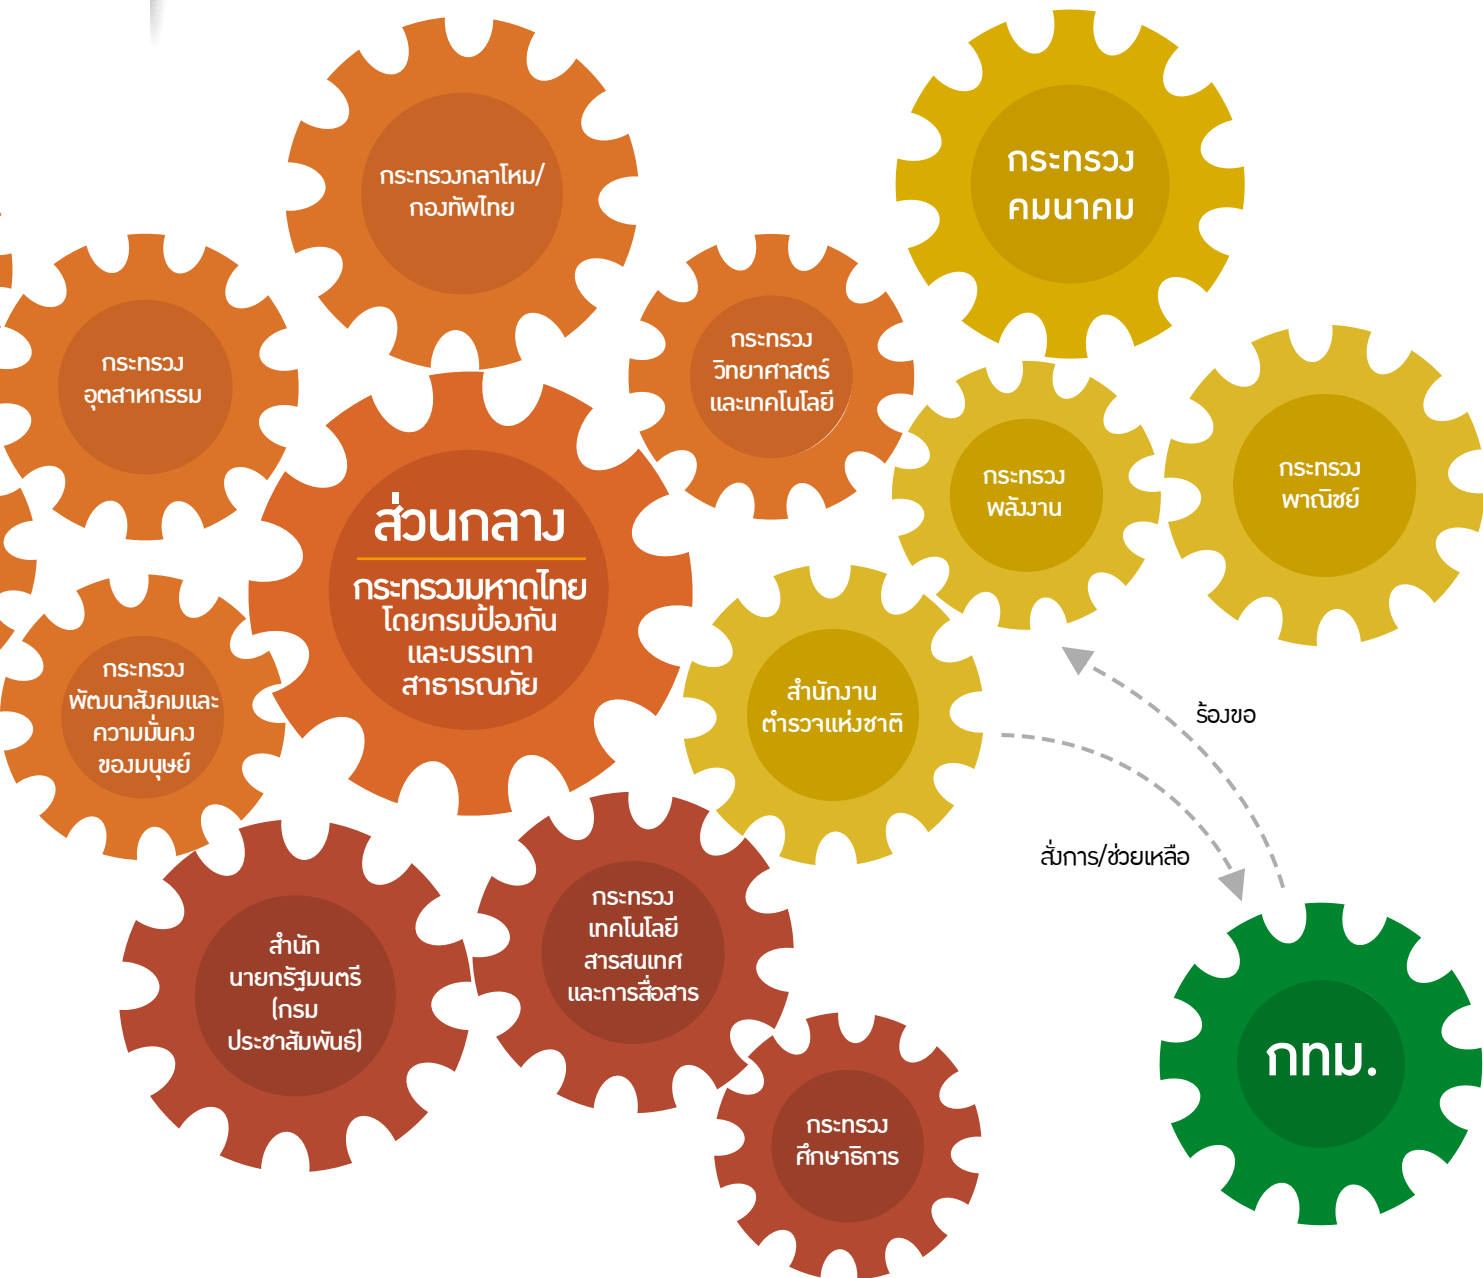 กระทรวงกลาโหม/
กองทัพไทย
กระทรวง
คมนาคม
กระทรวง
อุตสาหกรรม
กระทรวง
วิทยาศาสตร์
และเทคโนโลยี
กระทรวง
พลังงาน
กระทรวง
พาณิชย์
ส่วนกลาง
กระทรวงมหาดไทย
โดยกรมป้องกัน
และบรรเทา
สาธารณภัย
กระทรวง
พัฒนาสังคมและ
ความมั่นคง
ของมนุษย์
สำนักงาน
ตำรวจแห่งชาติ
ร้องขอ
สั่งการ/ช่วยเหลือ
กระทรวง
เทคโนโลยี
สารสนเทศ
และการสื่อสาร
สำนัก
นายกรัฐมนตรี
(กรม
ประชาสัมพันธ์)
กทม.
กระทรวง
ศึกษาธิการ